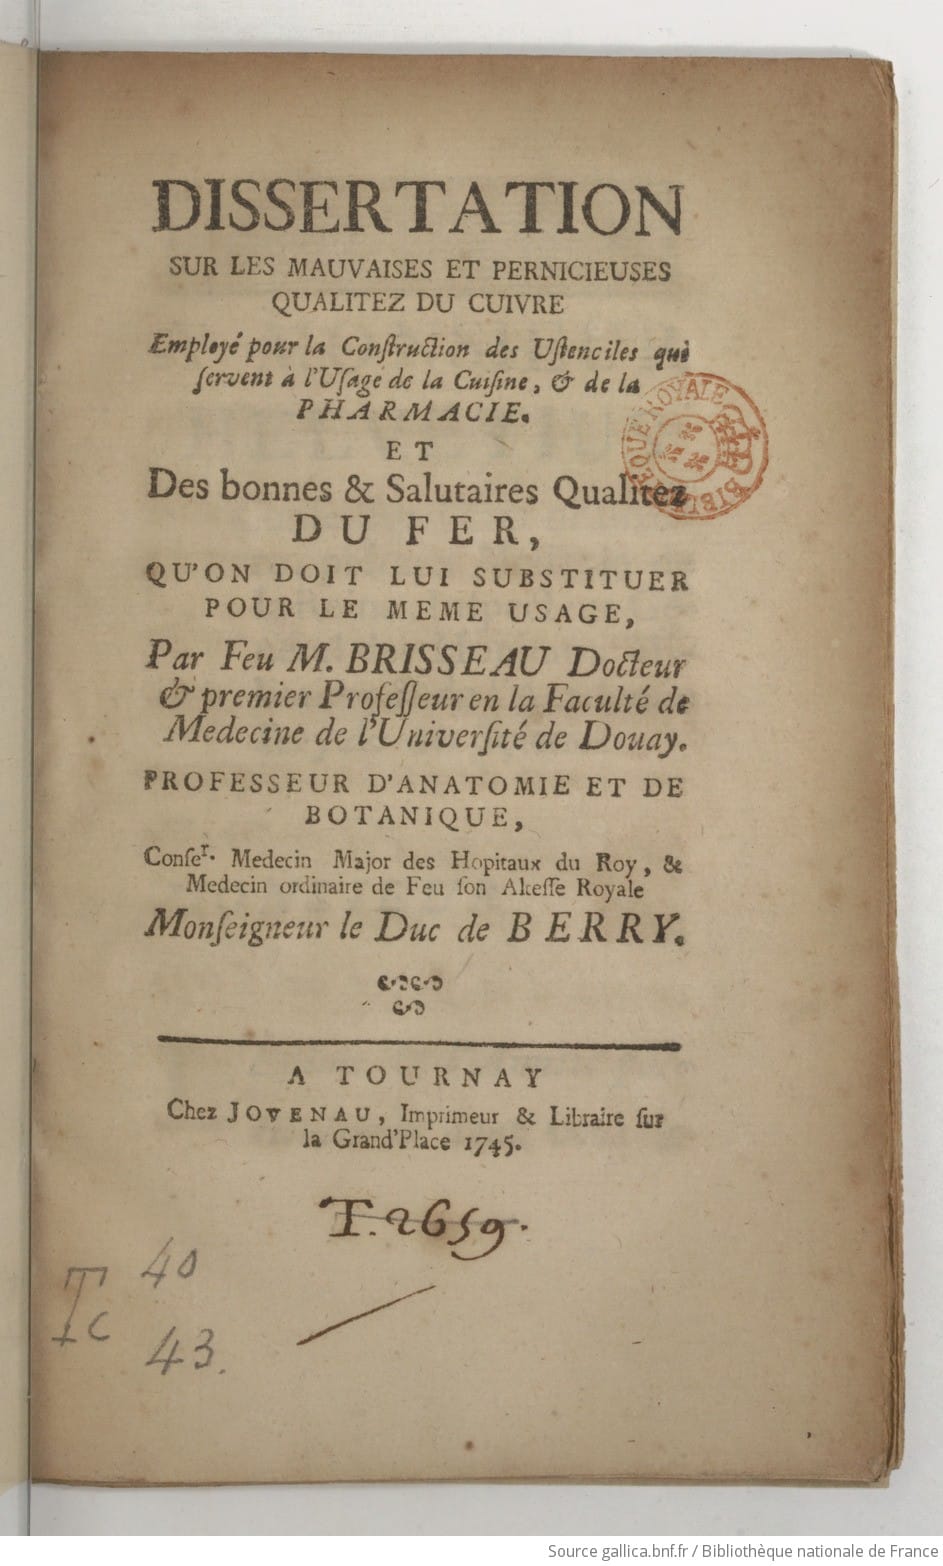 DISSERTATION
SUR LES MAUVAISES ET PERNICIEUSES
QUALITEZ DU CUIVRE
Employé pour la Conſtruction des Uſtenciles qui
ſervent à l'Uſage de la Cuiſine, & de la
PHARMACIE.
ET
Des bonnes & Salutaires Qualitez
DU FER,
QU'ON DOIT LUI SUBSTITUER
POUR LE MEME USAGE,
Par Feu M. BRISSEAU Docteur
& premier Profeſſeur en la Faculté de
Medecine de l'Univerſité de Douay.
PROFESSEUR D'ANATOMIE ET DE
BOTANIQUE,
Conſer. Medecin Major des Hopitaux du Roy, &
Medecin ordinaire de Feu ſon Alteſſe Royale
Monſeigneur le Duc de BERRY.
A TOURNAY
Chez JOVENAU, Imprimeur & Libraire ſur
la Grand'Place 1745.
T. 2659.
Tc 40
43.
BIBLIOTHEQUE ROYALE
Source gallica.bnf.fr / Bibliothèque nationale de France